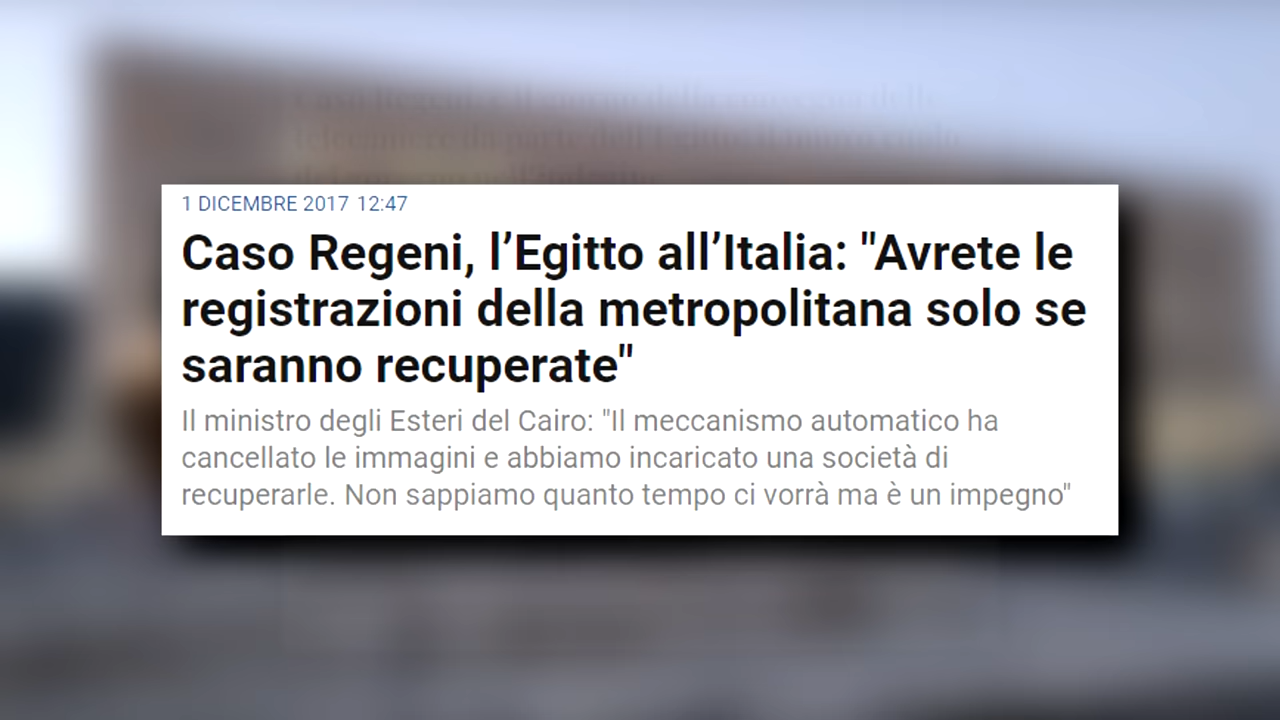 1 DICEMBRE 2017 12:47
Caso Regeni, l’Egitto all’Italia: "Avrete le
registrazioni della metropolitana solo se
saranno recuperate"
Il ministro degli Esteri del Cairo: "Il meccanismo automatico ha
cancellato le immagini e abbiamo incaricato una società di
recuperarle. Non sappiamo quanto tempo ci vorrà ma è un impegno"